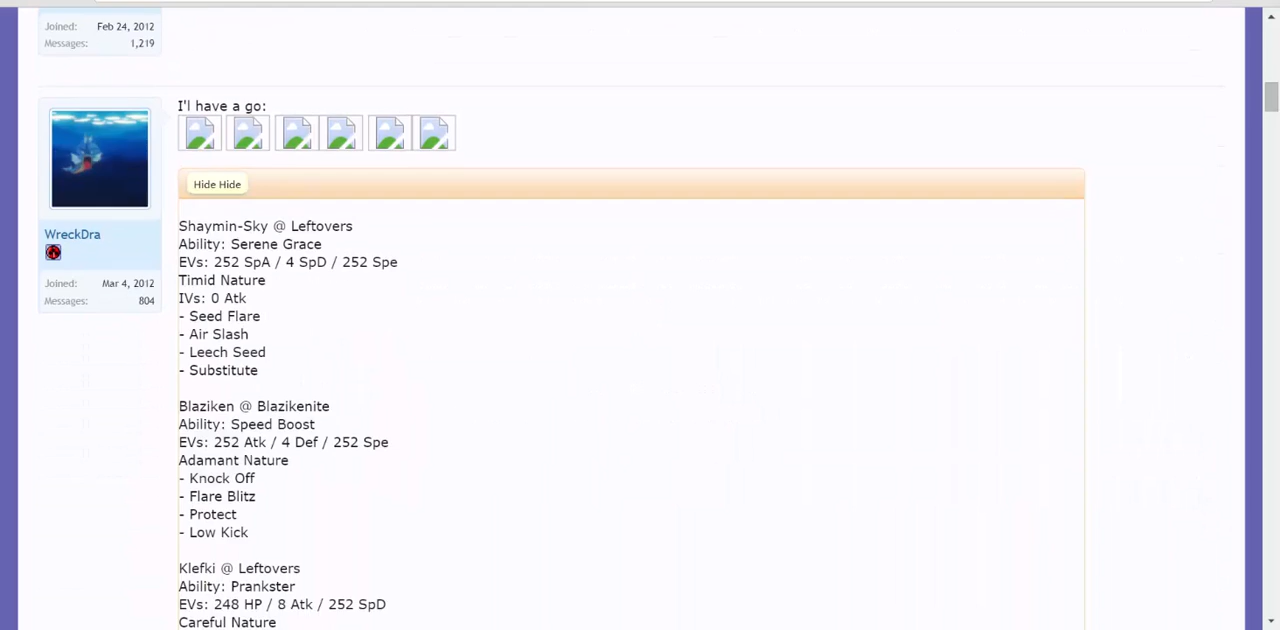 Joined: Feb 24, 2012
Messages: 1,219
I'l have a go:
Hide Hide
WreckDra
Joined: Mar 4, 2012
Messages: 804
Shaymin-Sky @ Leftovers
Ability: Serene Grace
EVs: 252 SpA / 4 SpD / 252 Spe
Timid Nature
IVs: 0 Atk
- Seed Flare
- Air Slash
- Leech Seed
- Substitute
Blaziken @ Blazikenite
Ability: Speed Boost
EVs: 252 Atk / 4 Def / 252 Spe
Adamant Nature
- Knock Off
- Flare Blitz
- Protect
- Low Kick
Klefki @ Leftovers
Ability: Prankster
EVs: 248 HP / 8 Atk / 252 SpD
Careful Nature